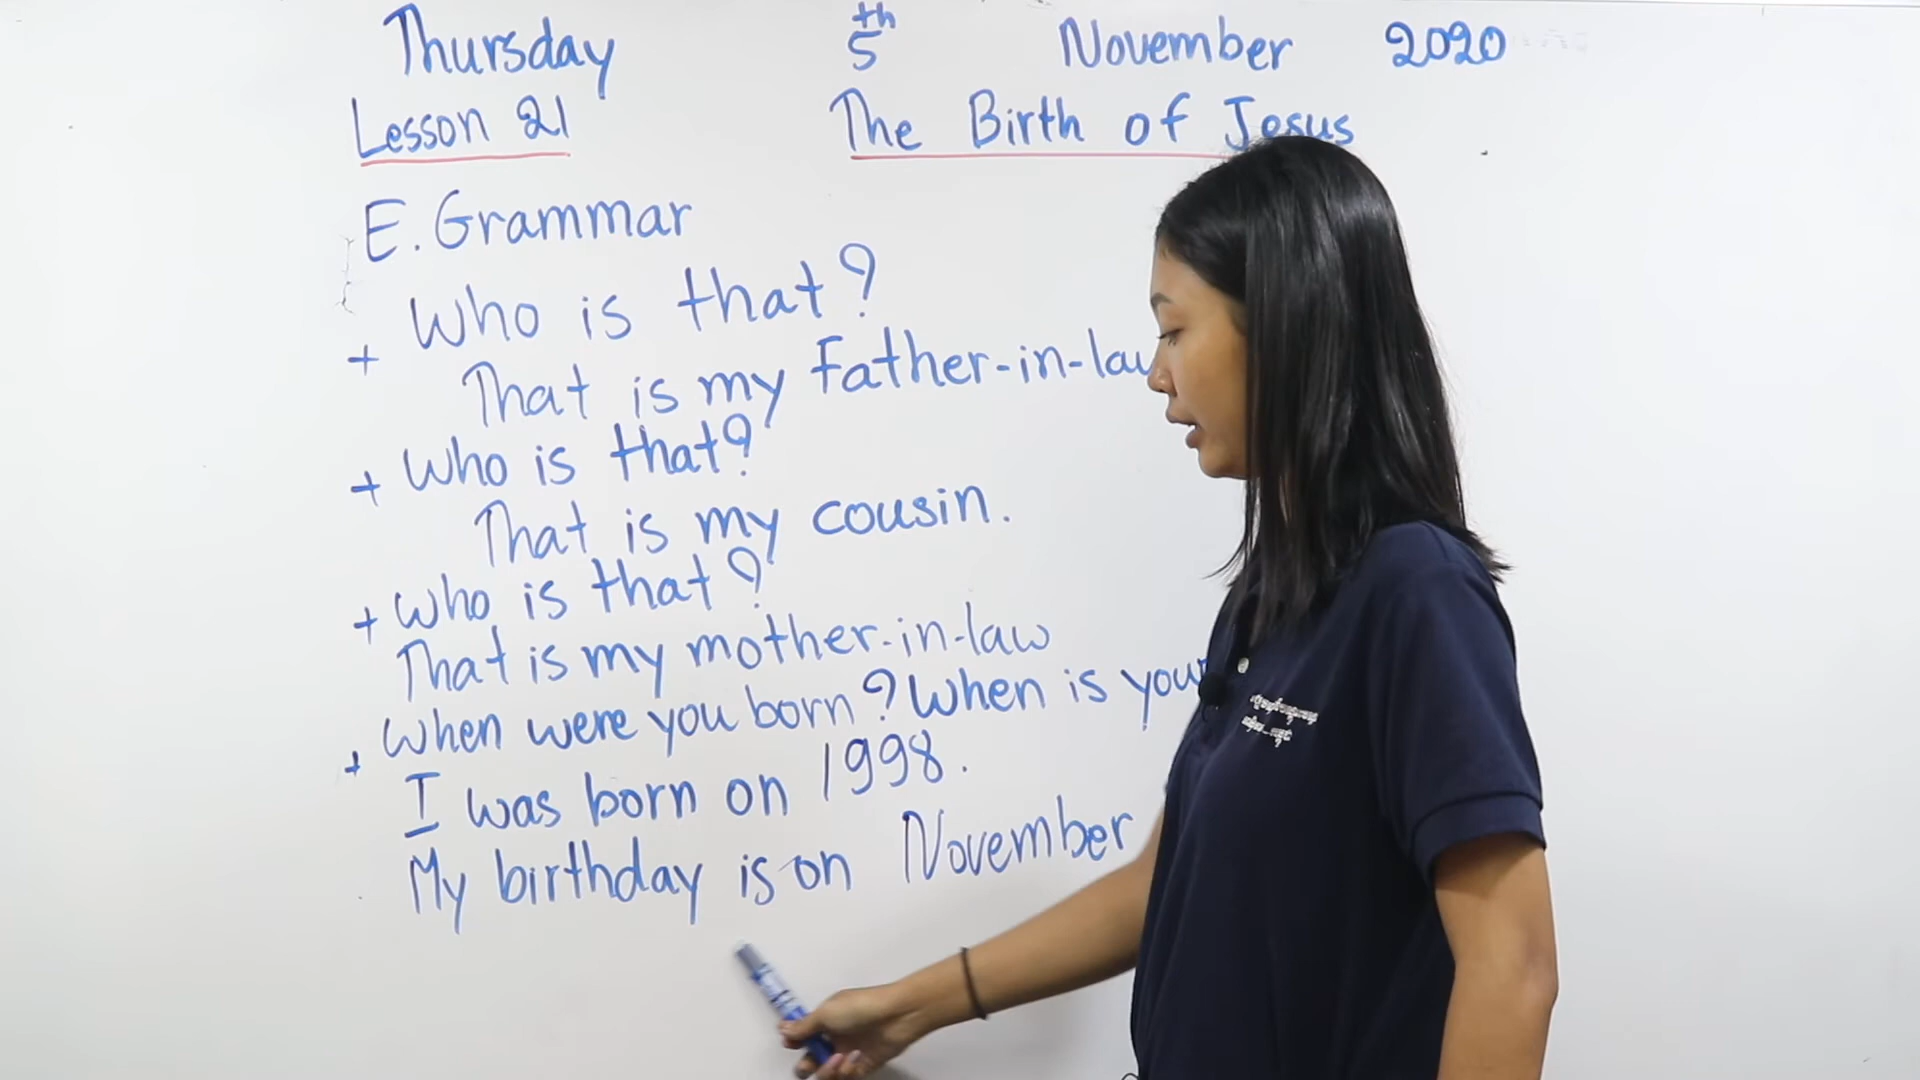 Thursday 5th November 2020
Lesson 21 The Birth of Jesus
E. Grammar
+ Who is that?
That is my Father-in-law
+ Who is that?
That is my cousin.
+ Who is that?
That is my mother-in-law
+ When were you born? When is your
I was born on 1998.
My birthday is on November